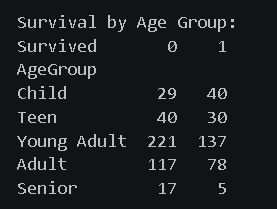 Survival by Age Group:
Survived 0 1
AgeGroup
Child 29 40
Teen 40 30
Young Adult 221 137
Adult 117 78
Senior 17 5